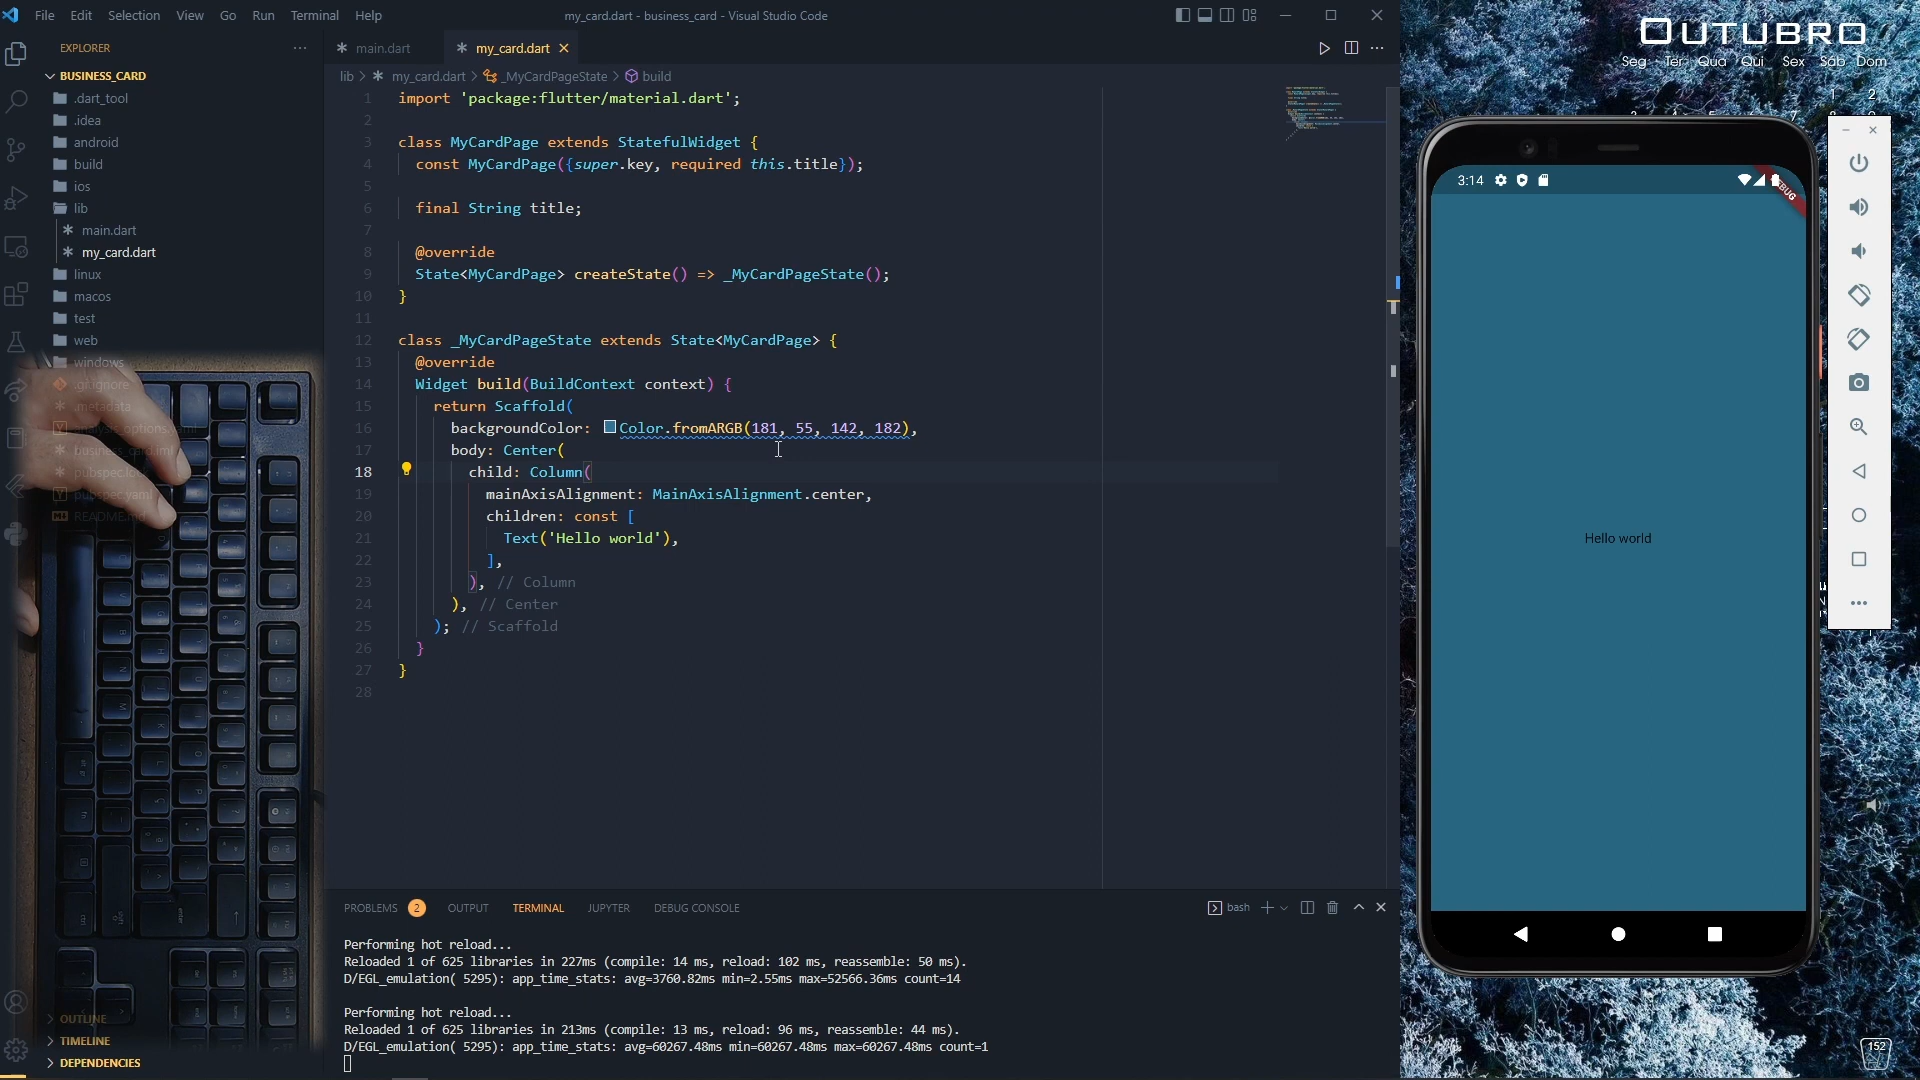 File Edit Selection View Go Run Terminal Help
my_card.dart - business_card - Visual Studio Code
EXPLORER
BUSINESS_CARD
.dart_tool
.idea
android
build
ios
lib
main.dart
my_card.dart
linux
macos
test
web
windows
.gitignore
.metadata
analysis_options.yaml
business_card.iml
pubspec.lock
pubspec.yaml
README.md
OUTLINE
TIMELINE
DEPENDENCIES
main.dart my_card.dart
lib > my_card.dart > _MyCardPageState > build
1 import 'package:flutter/material.dart';
2
3 class MyCardPage extends StatefulWidget {
4 const MyCardPage({super.key, required this.title});
5
6 final String title;
7
8 @override
9 State<MyCardPage> createState() => _MyCardPageState();
10 }
11
12 class _MyCardPageState extends State<MyCardPage> {
13 @override
14 Widget build(BuildContext context) {
15 return Scaffold(
16 backgroundColor: Color.fromARGB(181, 55, 142, 182),
17 body: Center(
18 child: Column(
19 mainAxisAlignment: MainAxisAlignment.center,
20 children: const [
21 Text('Hello world'),
22 ],
23 ), // Column
24 ), // Center
25 ); // Scaffold
26 }
27 }
28
PROBLEMS 2 OUTPUT TERMINAL JUPYTER DEBUG CONSOLE
bash
Performing hot reload...
Reloaded 1 of 625 libraries in 227ms (compile: 14 ms, reload: 102 ms, reassemble: 50 ms).
D/EGL_emulation( 5295): app_time_stats: avg=3760.82ms min=2.55ms max=52566.36ms count=14
Performing hot reload...
Reloaded 1 of 625 libraries in 213ms (compile: 13 ms, reload: 96 ms, reassemble: 44 ms).
D/EGL_emulation( 5295): app_time_stats: avg=60267.48ms min=60267.48ms max=60267.48ms count=1
OUTUBRO
Seg Ter Qua Qui Sex Sáb Dom
1 2
3:14
Hello world
152